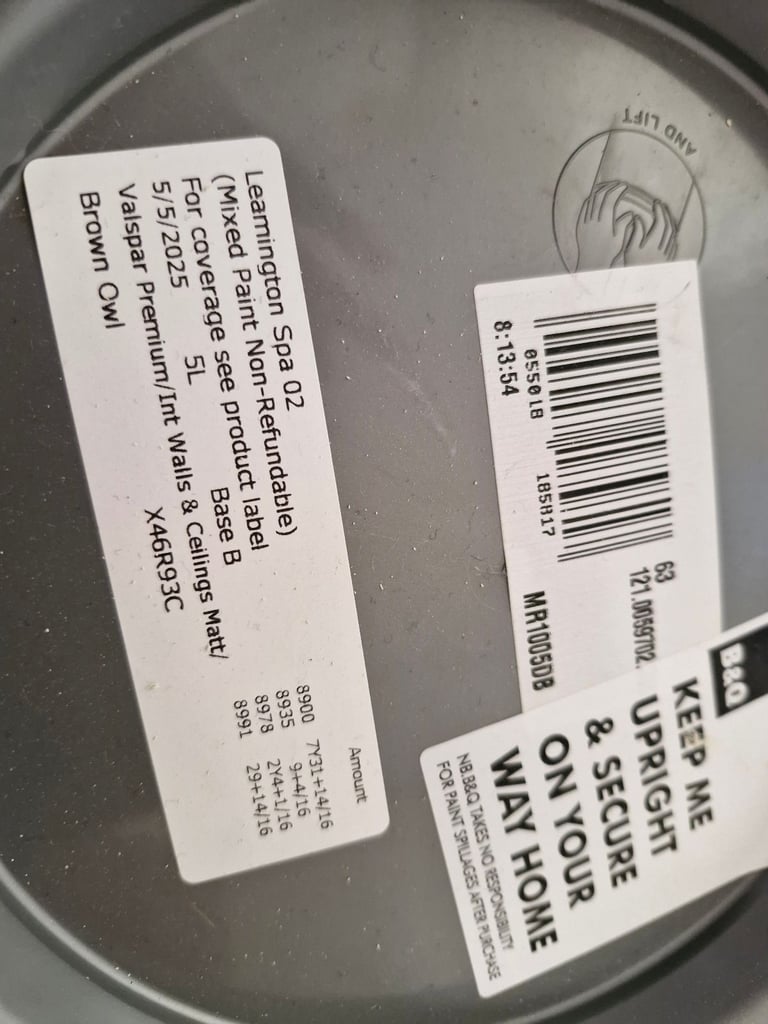 AND LIFT
Leamington Spa 02
(Mixed Paint Non-Refundable)
For coverage see product label
5/5/2025 5L Base B
Valspar Premium/Int Walls & Ceilings Matt/
Brown Owl X46R93C
Amount
8900 7Y31+14/16
8935 9+4/16
8978 2Y4+1/16
8991 29+14/16
63
121.0059702.
055018 185H17
8:13:54 MR1005DB
B&Q
KEEP ME
UPRIGHT
& SECURE
ON YOUR
WAY HOME
NB.B&Q TAKES NO RESPONSIBILITY
FOR PAINT SPILLAGES AFTER PURCHASE